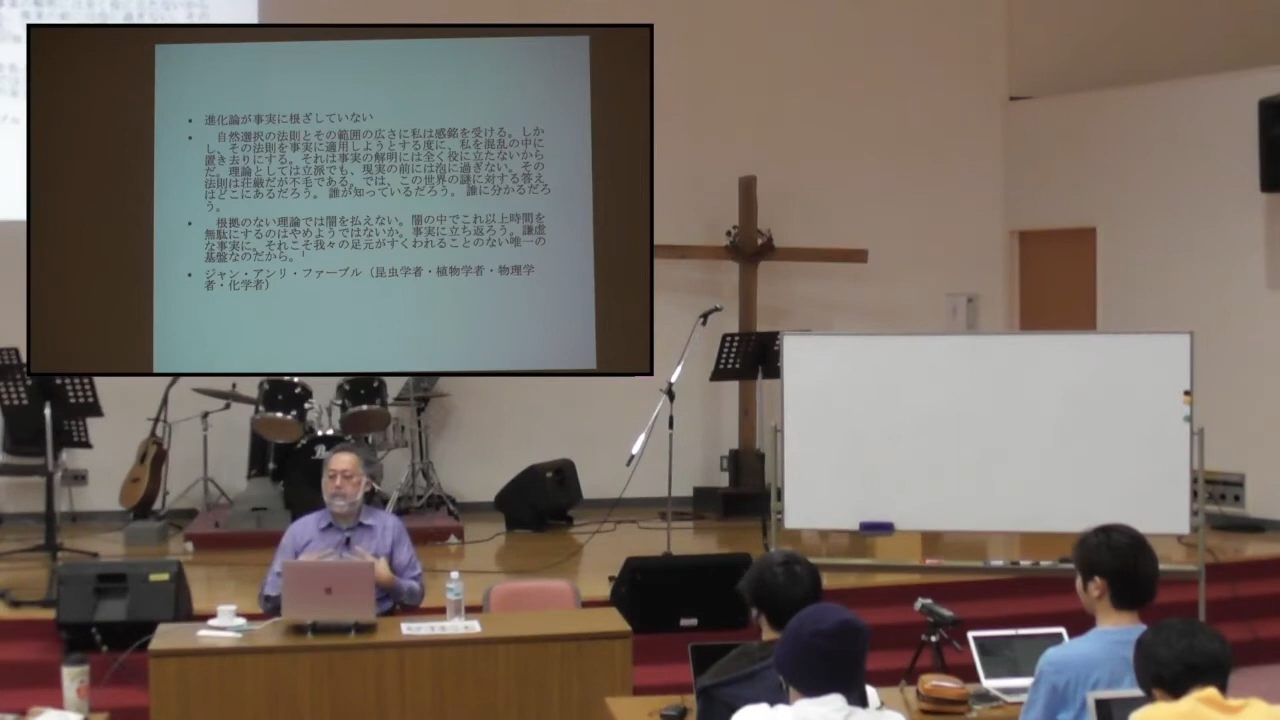 進化論が事実に根ざしていない
自然選択の法則とその範囲の広さに私は感銘を受ける。しか
し、その法則を事実に適用しようとする度に、私を混乱の中に
置き去りにする。それは事実の解明には全く役に立たないから
だ。理論としては立派でも、現実の前には泡に過ぎない。その
法則は荘厳だが不毛である。では、この世界の謎に対する答え
はどこにあるだろう。 誰が知っているだろう。 誰に分かるだろ
う。
根拠のない理論では闇を払えない。闇の中でこれ以上時間を
無駄にするのはやめようではないか。事実に立ち返ろう。謙虚
な事実に。それこそ我々の足元がすくわれることのない唯一の
基盤なのだから。
ジャン・アンリ・ファーブル（昆虫学者・植物学者・物理学
者・化学者）